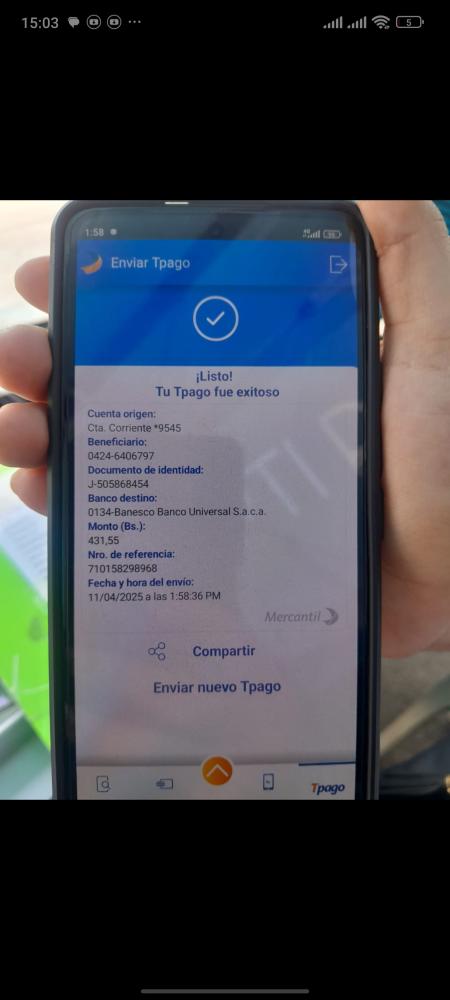 15:03
5
1:58
Enviar Tpago
¡Listo!
Tu Tpago fue exitoso
Cuenta origen:
Cta. Corriente *9545
Beneficiario:
0424-6406797
Documento de identidad:
J-505868454
Banco destino:
0134-Banesco Banco Universal S.a.c.a.
Monto (Bs.):
431,55
Nro. de referencia:
710158298968
Fecha y hora del envío:
11/04/2025 a las 1:58:36 PM
Mercantil
Compartir
Enviar nuevo Tpago
Tpago